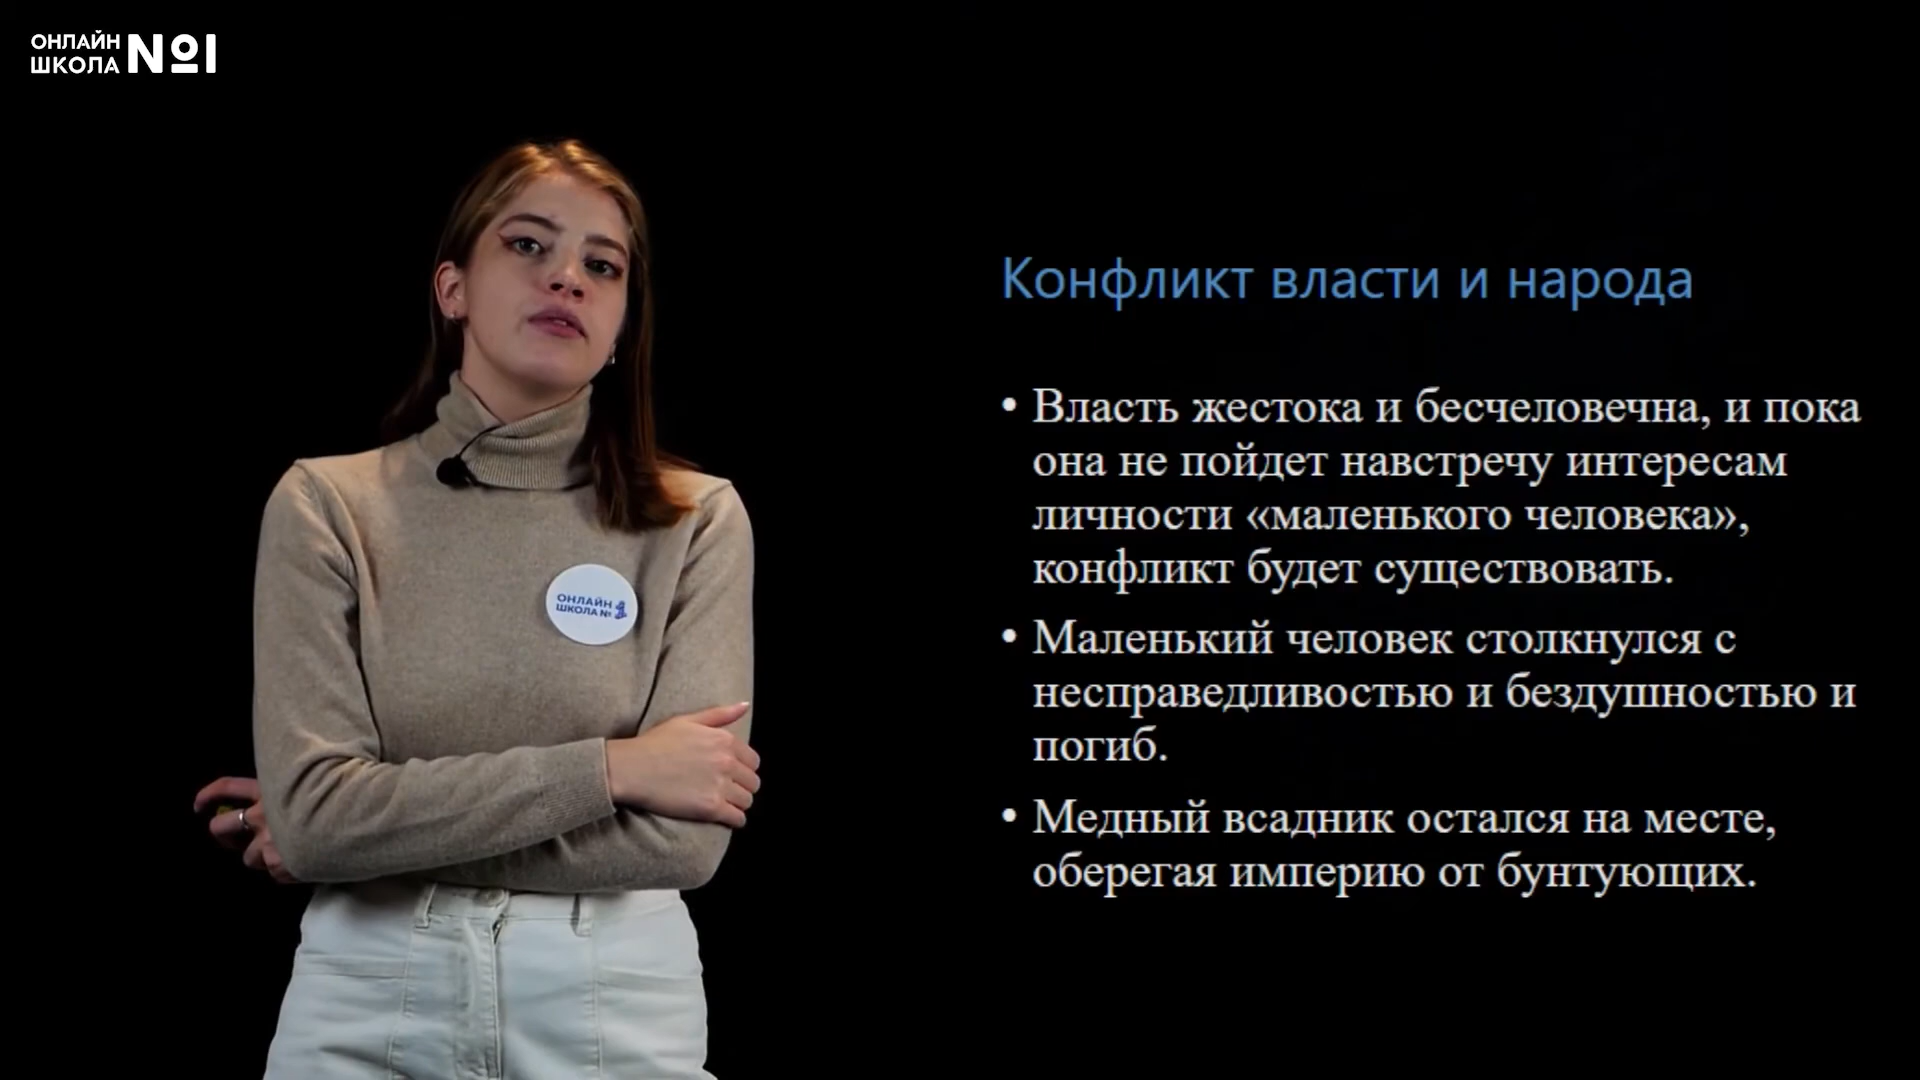 ОНЛАЙН
ШКОЛА №1
Конфликт власти и народа
• Власть жестока и бесчеловечна, и пока
она не пойдет навстречу интересам
личности «маленького человека»,
конфликт будет существовать.
• Маленький человек столкнулся с
несправедливостью и бездушностью и
погиб.
• Медный всадник остался на месте,
оберегая империю от бунтующих.
ОНЛАЙН
ШКОЛА №1